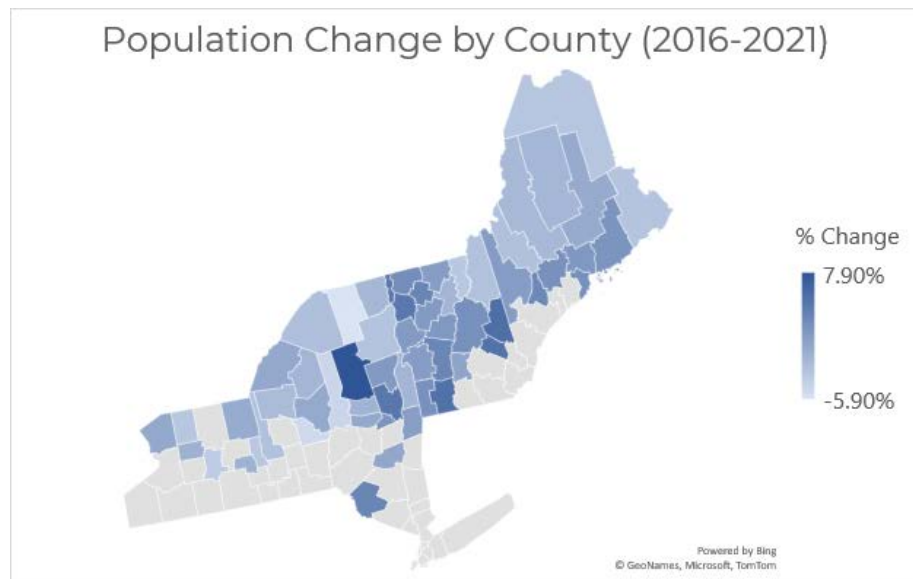 Population Change by County (2016-2021)
% Change
7.90%
-5.90%
Powered by Bing
© GeoNames, Microsoft, TomTom